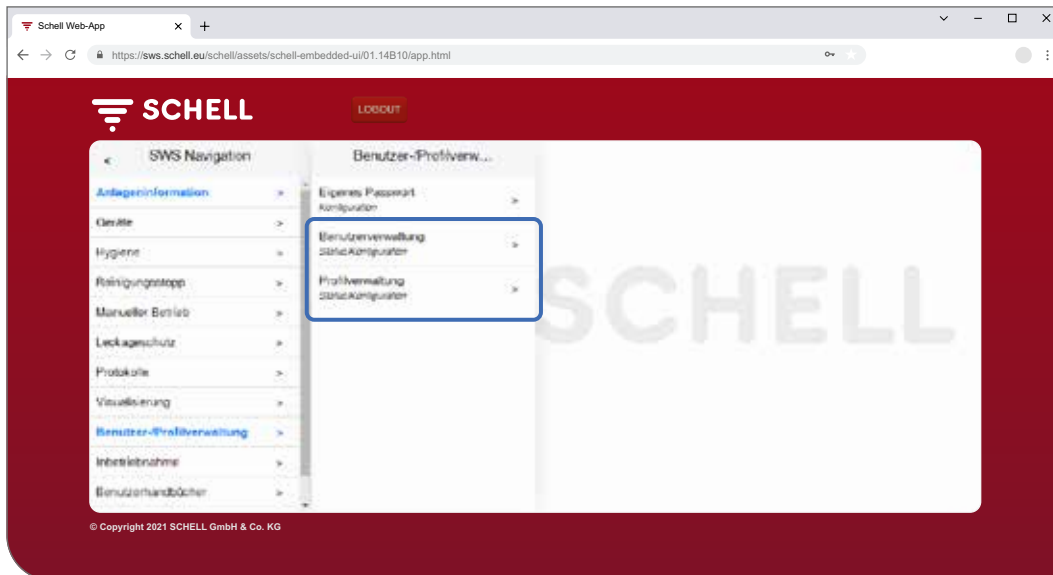 Schell Web-App
https://sws.schell.eu/schell/assets/schell-embedded-ui/01.14B10/app.html
SCHELL
LOGOUT
SWS Navigation
Anlageninformation
Geräte
Hygiene
Reinigungsstopp
Manueller Betrieb
Leckageschutz
Protokolle
Visualisierung
Benutzer-/Profilverwaltung
Inbetriebnahme
Benutzerhandbücher
Benutzer-/Profilverw...
Eigenes Passwort
Konfiguration
Benutzerverwaltung
Status/Konfiguration
Profilverwaltung
Status/Konfiguration
SCHELL
© Copyright 2021 SCHELL GmbH & Co. KG